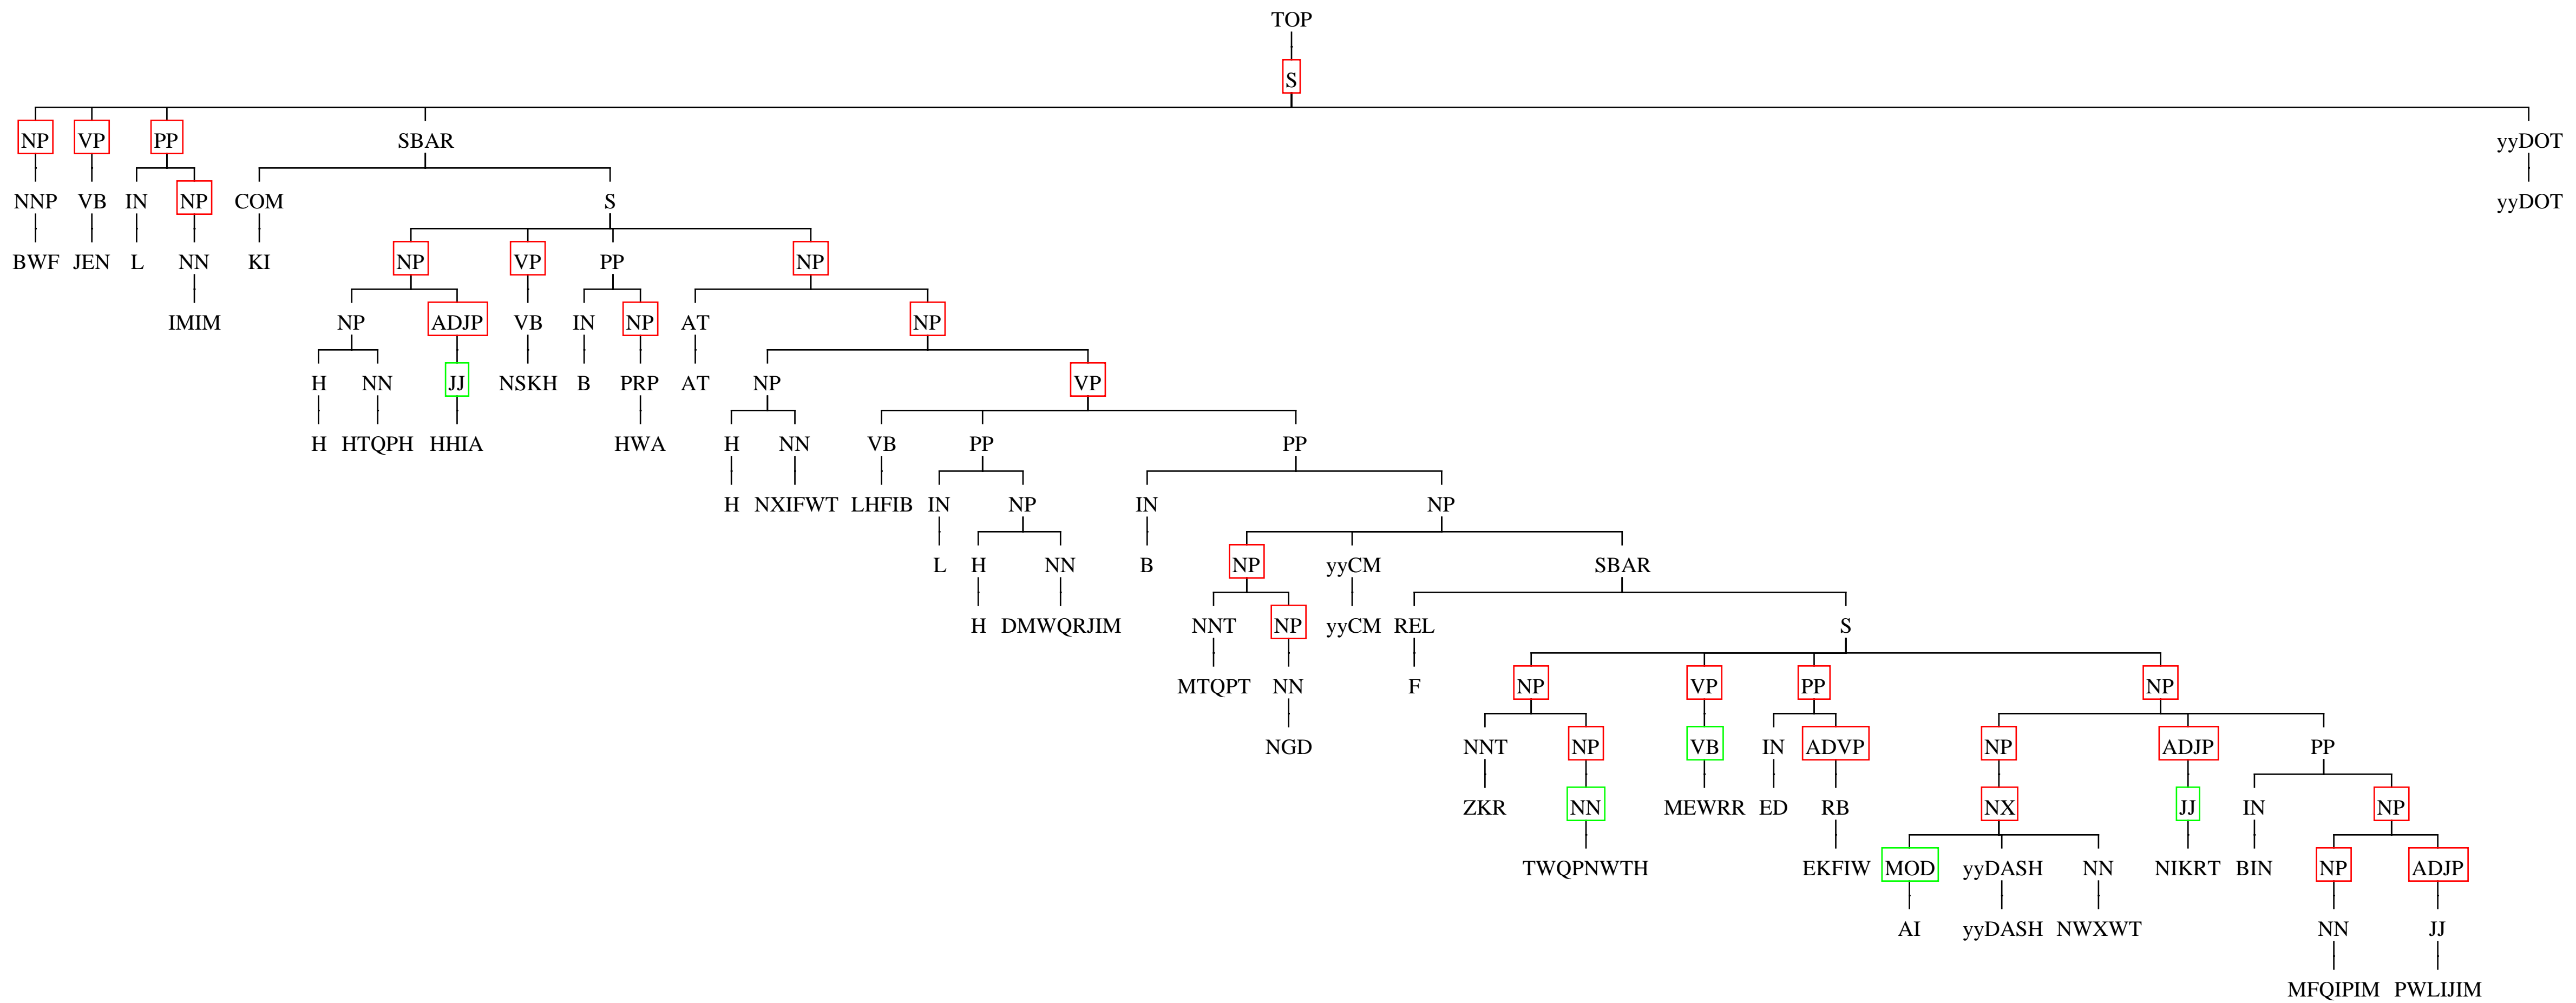 TOP
S
NP VP PP SBAR yyDOT
NNP VB IN NP COM S yyDOT
BWF JEN L NN KI NP VP PP NP
IMIM NP ADJP VB IN NP AT NP
H NN JJ NSKH B PRP AT NP VP
H HTQPH HHIA HWA H NN VB PP PP
H NXIFWT LHFIB IN NP IN NP
L H NN B NP yyCM SBAR
H DMWQRJIM NNT NP yyCM REL S
MTQPT NN F NP VP PP NP
NGD NNT NP VB IN ADVP NP ADJP PP
ZKR NN MEWRR ED RB NX JJ IN NP
TWQPNWTH EKFIW MOD yyDASH NN NIKRT BIN NP ADJP
AI yyDASH NWXWT NN JJ
MFQIPIM PWLIJIM